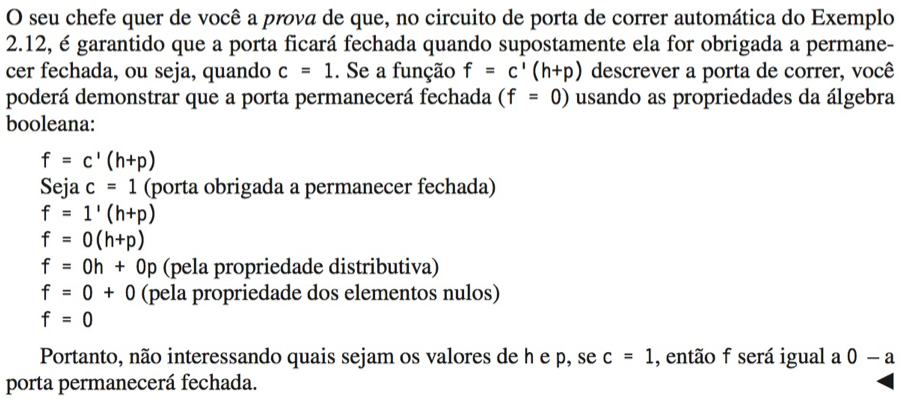 O seu chefe quer de você a prova de que, no circuito de porta de correr automática do Exemplo
2.12, é garantido que a porta ficará fechada quando supostamente ela for obrigada a permane-
cer fechada, ou seja, quando c = 1. Se a função f = c'(h+p) descrever a porta de correr, você
poderá demonstrar que a porta permanecerá fechada (f = 0) usando as propriedades da álgebra
booleana:
f = c'(h+p)
Seja c = 1 (porta obrigada a permanecer fechada)
f = 1'(h+p)
f = 0(h+p)
f = 0h + 0p (pela propriedade distributiva)
f = 0 + 0 (pela propriedade dos elementos nulos)
f = 0
Portanto, não interessando quais sejam os valores de h e p, se c = 1, então f será igual a 0 – a
porta permanecerá fechada.